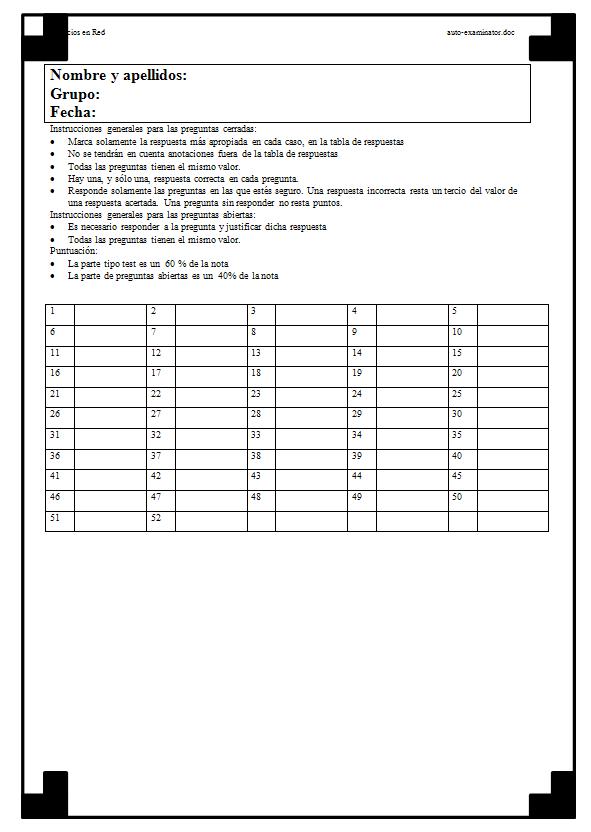 en Red auto-examinator.doc
Nombre y apellidos:
Grupo:
Fecha:
Instrucciones generales para las preguntas cerradas:
• Marca solamente la respuesta más apropiada en cada caso, en la tabla de respuestas
• No se tendrán en cuenta anotaciones fuera de la tabla de respuestas
• Todas las preguntas tienen el mismo valor.
• Hay una, y sólo una, respuesta correcta en cada pregunta.
• Responde solamente las preguntas en las que estés seguro. Una respuesta incorrecta resta un tercio del valor de
una respuesta acertada. Una pregunta sin responder no resta puntos.
Instrucciones generales para las preguntas abiertas:
• Es necesario responder a la pregunta y justificar dicha respuesta
• Todas las preguntas tienen el mismo valor.
Puntuación:
• La parte tipo test es un 60 % de la nota
• La parte de preguntas abiertas es un 40% de la nota
1 2 3 4 5
6 7 8 9 10
11 12 13 14 15
16 17 18 19 20
21 22 23 24 25
26 27 28 29 30
31 32 33 34 35
36 37 38 39 40
41 42 43 44 45
46 47 48 49 50
51 52